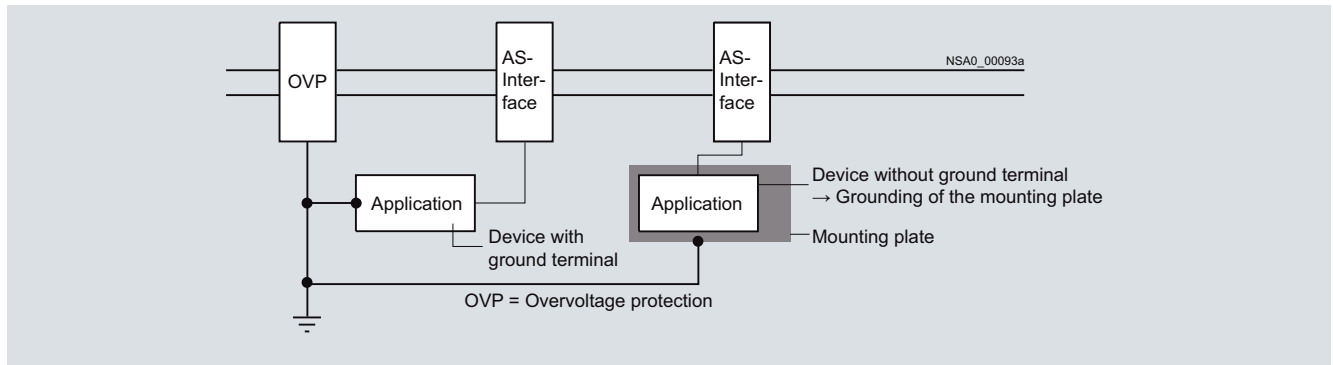 OVP
AS-
Inter-
face
AS-
Inter-
face
NSA0_00093a
Application
Device with
ground terminal
Application
Device without ground terminal
→ Grounding of the mounting plate
Mounting plate
OVP = Overvoltage protection